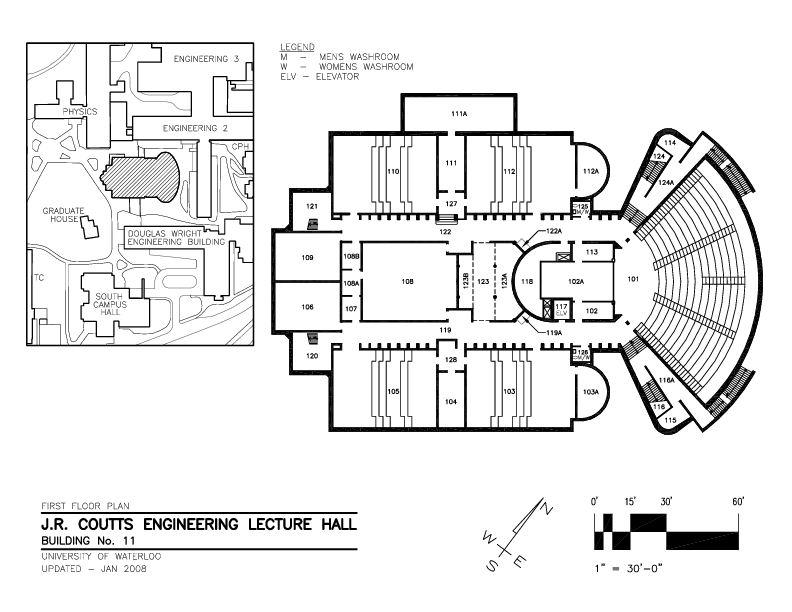 LEGEND
M – MENS WASHROOM
W – WOMENS WASHROOM
ELV – ELEVATOR
ENGINEERING 3
PHYSICS
ENGINEERING 2
CPH
GRADUATE
HOUSE
DOUGLAS WRIGHT
ENGINEERING BUILDING
TC
SOUTH
CAMPUS
HALL
111A
110
111
112
112A
114
124
124A
121
127
125
M/W
122
122A
109
108B
113
108
108A
123B
123
123A
118
102A
101
106
107
117
ELV
102
119
119A
120
128
126
M/W
105
104
103
103A
116A
116
115
FIRST FLOOR PLAN
J.R. COUTTS ENGINEERING LECTURE HALL
BUILDING No. 11
UNIVERSITY OF WATERLOO
UPDATED – JAN 2008
N
W
S
E
0' 15' 30' 60'
1" = 30'-0"